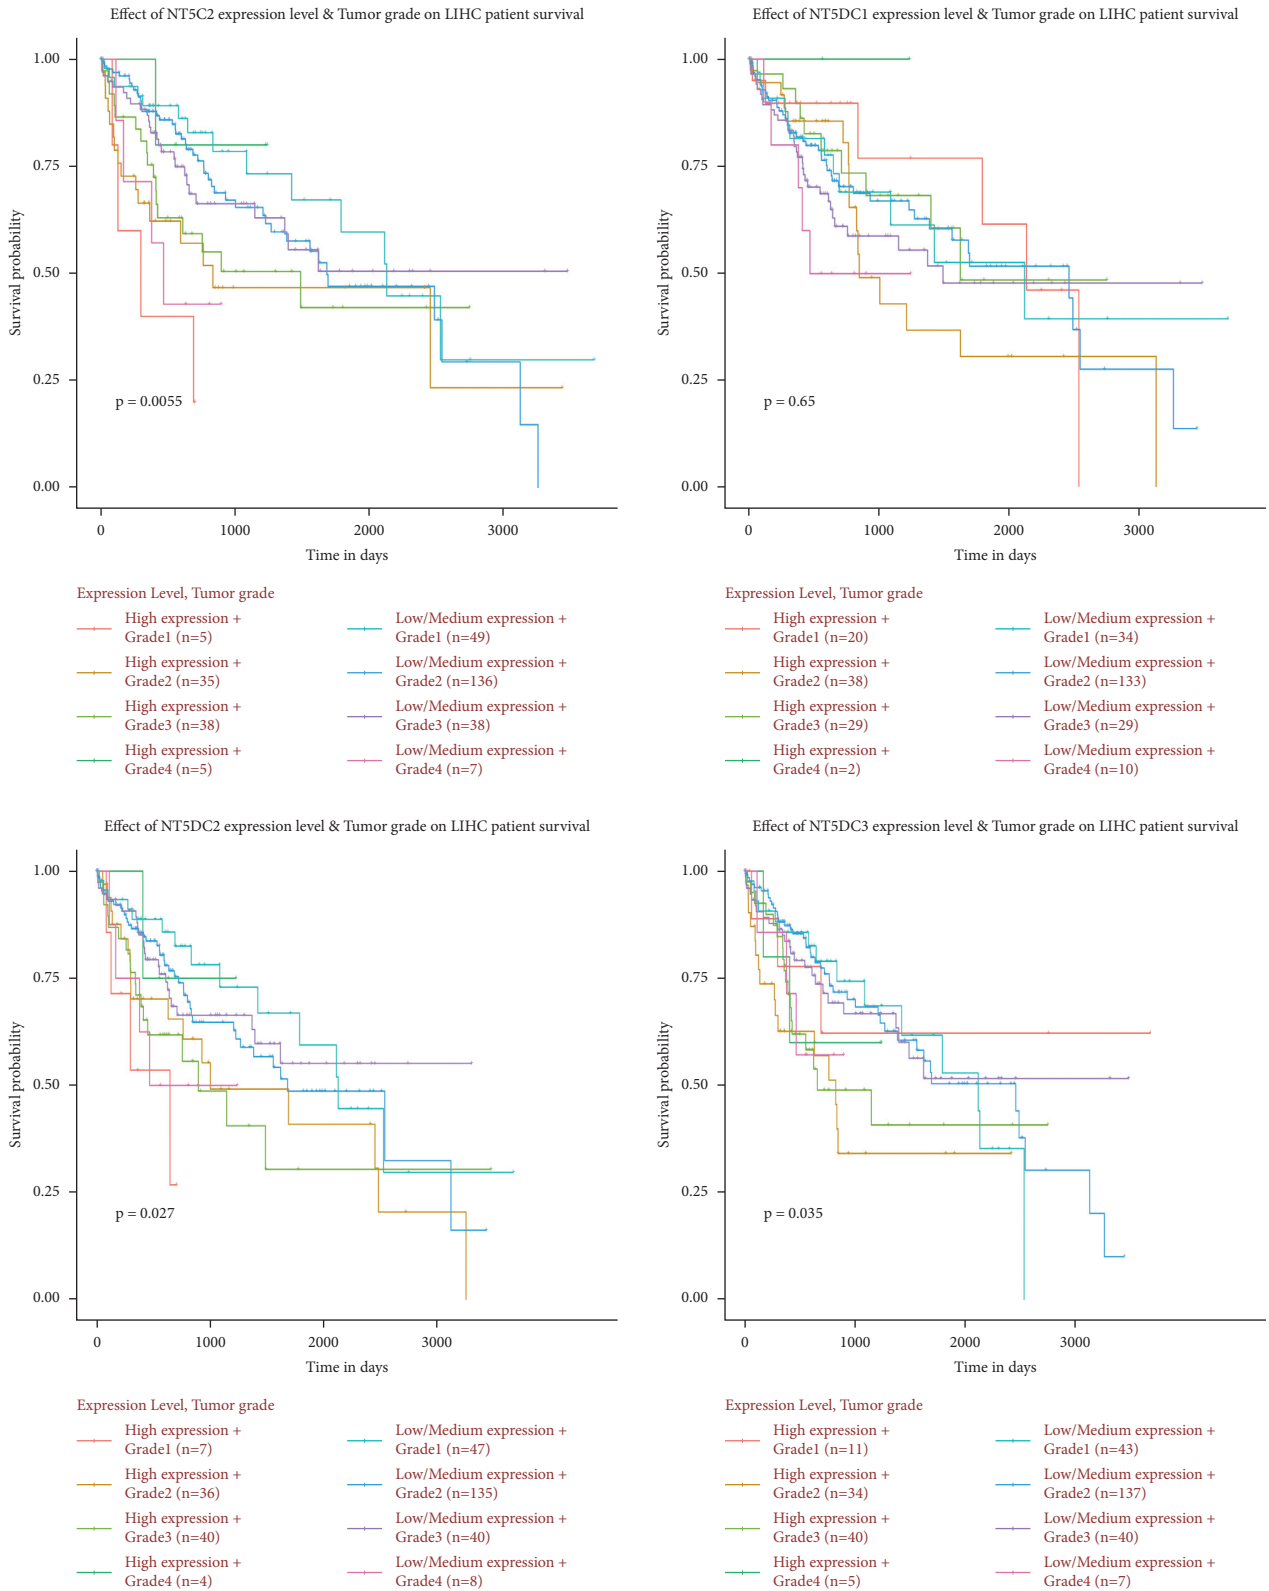 Effect of NT5C2 expression level & Tumor grade on LIHC patient survival
1.00
0.75
0.50
0.25
0.00
Survival probability
p = 0.0055
0 1000 2000 3000
Time in days
Expression Level, Tumor grade
High expression +
Grade1 (n=5)
High expression +
Grade2 (n=35)
High expression +
Grade3 (n=38)
High expression +
Grade4 (n=5)
Low/Medium expression +
Grade1 (n=49)
Low/Medium expression +
Grade2 (n=136)
Low/Medium expression +
Grade3 (n=38)
Low/Medium expression +
Grade4 (n=7)
Effect of NT5DC1 expression level & Tumor grade on LIHC patient survival
1.00
0.75
0.50
0.25
0.00
Survival probability
p = 0.65
0 1000 2000 3000
Time in days
Expression Level, Tumor grade
High expression +
Grade1 (n=20)
High expression +
Grade2 (n=38)
High expression +
Grade3 (n=29)
High expression +
Grade4 (n=2)
Low/Medium expression +
Grade1 (n=34)
Low/Medium expression +
Grade2 (n=133)
Low/Medium expression +
Grade3 (n=29)
Low/Medium expression +
Grade4 (n=10)
Effect of NT5DC2 expression level & Tumor grade on LIHC patient survival
1.00
0.75
0.50
0.25
0.00
Survival probability
p = 0.027
0 1000 2000 3000
Time in days
Expression Level, Tumor grade
High expression +
Grade1 (n=7)
High expression +
Grade2 (n=36)
High expression +
Grade3 (n=40)
High expression +
Grade4 (n=4)
Low/Medium expression +
Grade1 (n=47)
Low/Medium expression +
Grade2 (n=135)
Low/Medium expression +
Grade3 (n=40)
Low/Medium expression +
Grade4 (n=8)
Effect of NT5DC3 expression level & Tumor grade on LIHC patient survival
1.00
0.75
0.50
0.25
0.00
Survival probability
p = 0.035
0 1000 2000 3000
Time in days
Expression Level, Tumor grade
High expression +
Grade1 (n=11)
High expression +
Grade2 (n=34)
High expression +
Grade3 (n=40)
High expression +
Grade4 (n=5)
Low/Medium expression +
Grade1 (n=43)
Low/Medium expression +
Grade2 (n=137)
Low/Medium expression +
Grade3 (n=40)
Low/Medium expression +
Grade4 (n=7)